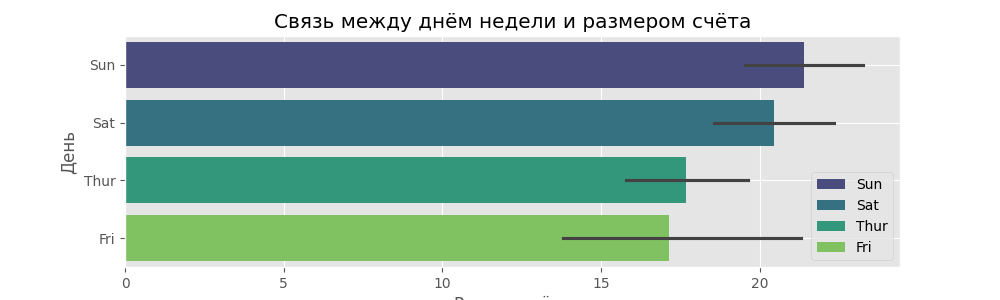 Связь между днём недели и размером счёта
День
Sun
Sat
Thur
Fri
0 5 10 15 20
Sun
Sat
Thur
Fri